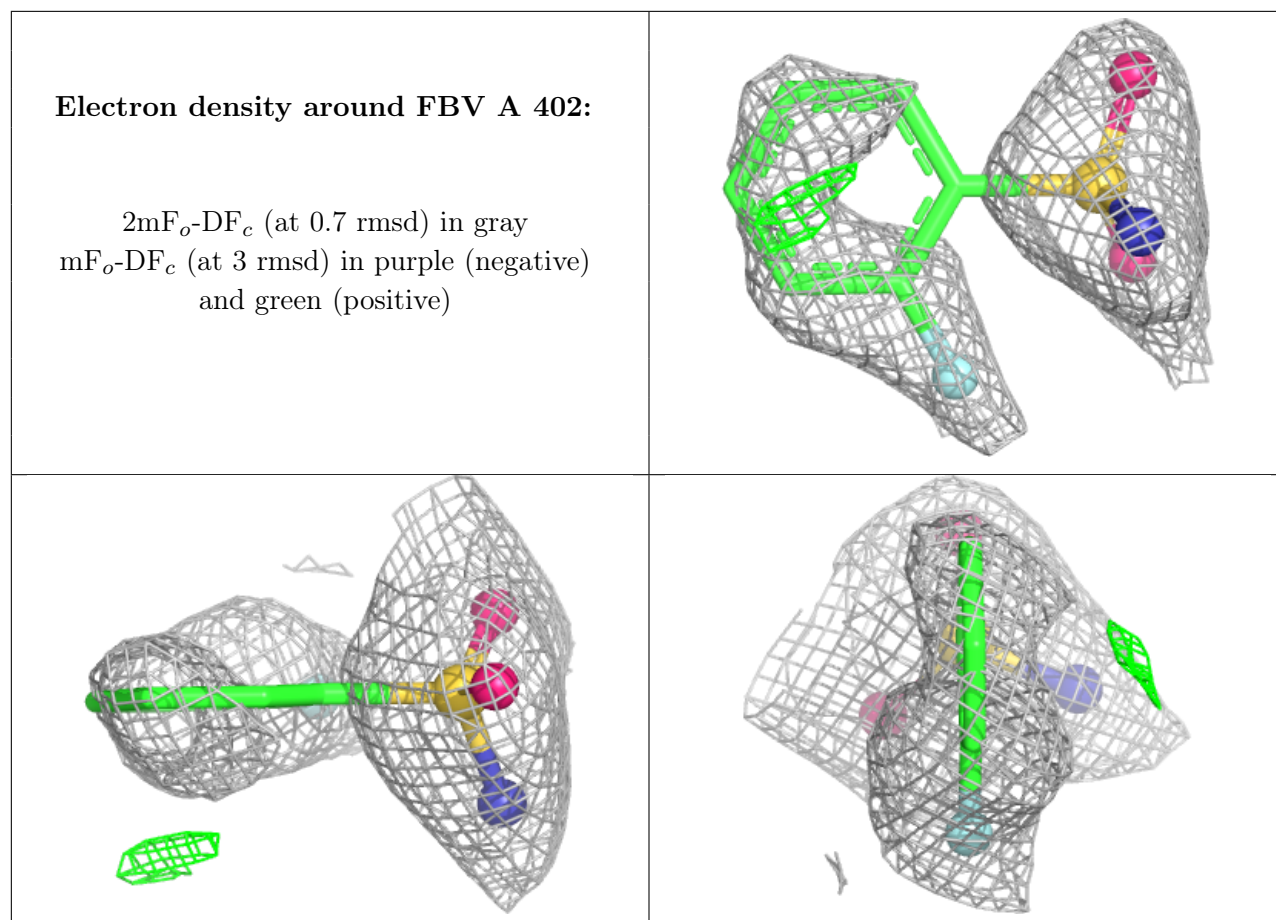 Electron density around FBV A 402:
2mFo-DFc (at 0.7 rmsd) in gray
mFo-DFc (at 3 rmsd) in purple (negative)
and green (positive)